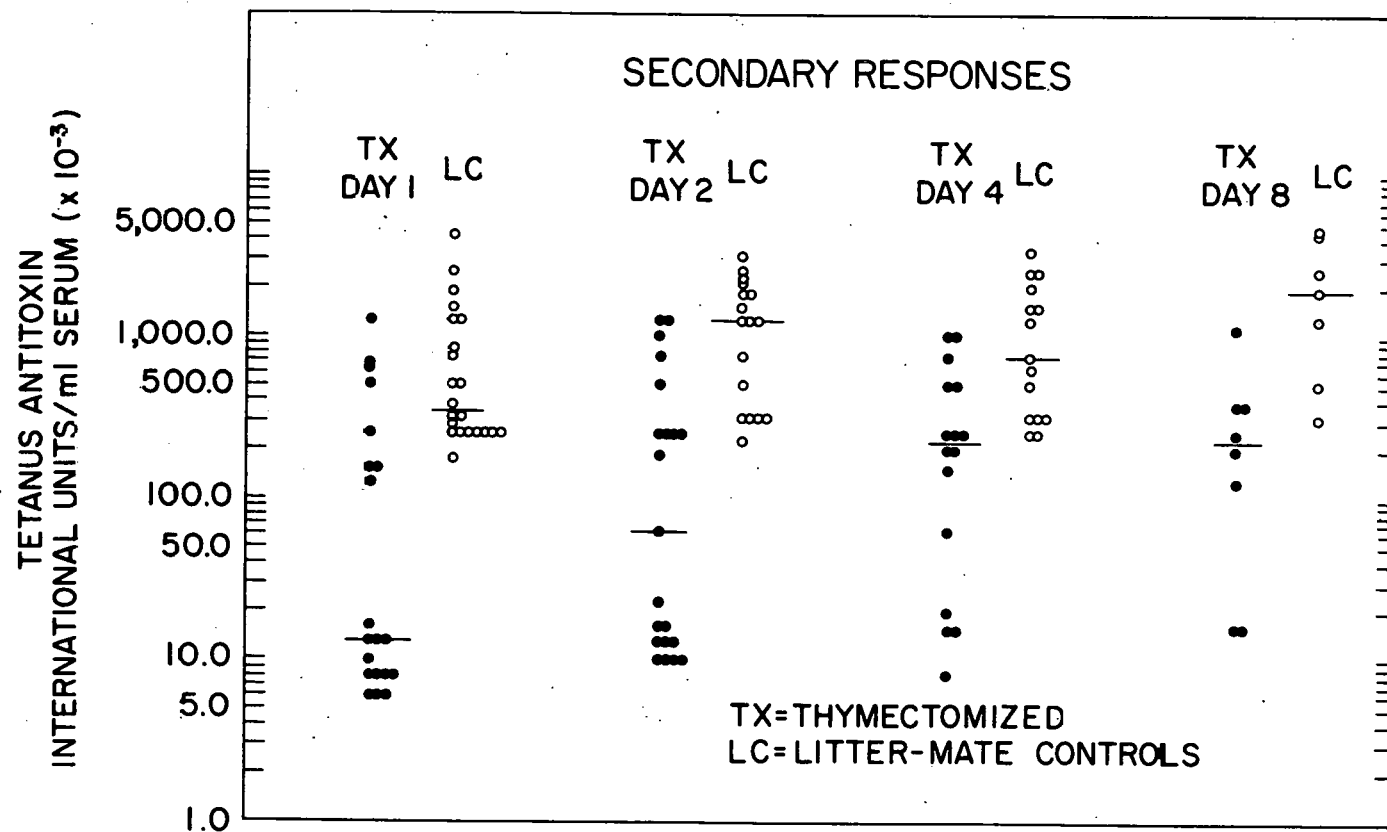 SECONDARY RESPONSES
TX
DAY 1
LC
TX
DAY 2
LC
TX
DAY 4
LC
TX
DAY 8
LC
TETANUS ANTITOXIN
INTERNATIONAL UNITS/ml SERUM (x 10⁻³)
5,000.0
1,000.0
500.0
100.0
50.0
10.0
5.0
1.0
TX=THYMECTOMIZED
LC=LITTER-MATE CONTROLS